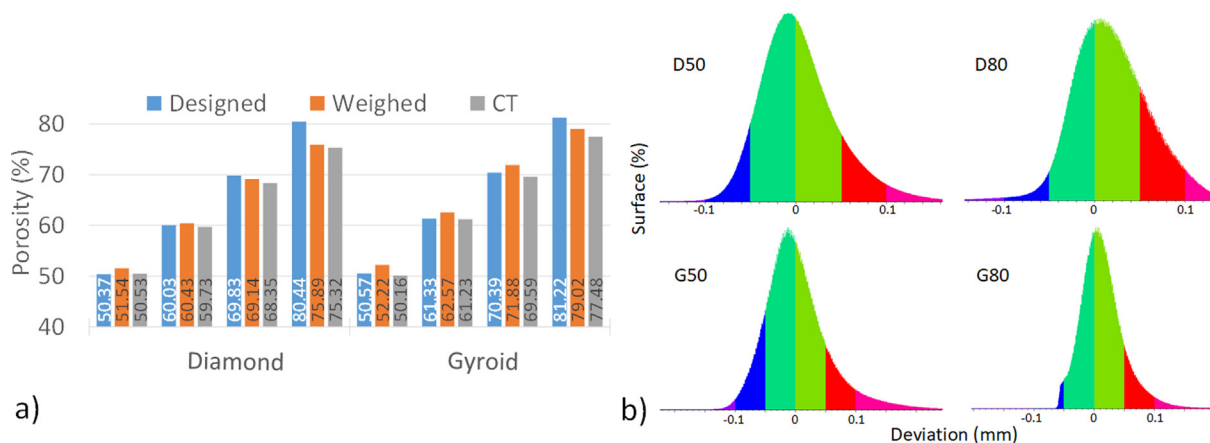 a)
Designed Weighed CT
Porosity (%)
80
70
60
50
40
50.37 51.54 50.53 60.03 60.43 59.73 69.83 69.14 68.35 80.44 75.89 75.32 50.57 52.22 50.16 61.33 62.57 61.23 70.39 71.88 69.59 81.22 79.02 77.48
Diamond Gyroid
a)
D50 D80
-0.1 0 0.1 -0.1 0 0.1
Surface (%)
G50 G80
-0.1 0 0.1 -0.1 0 0.1
b) Deviation (mm)